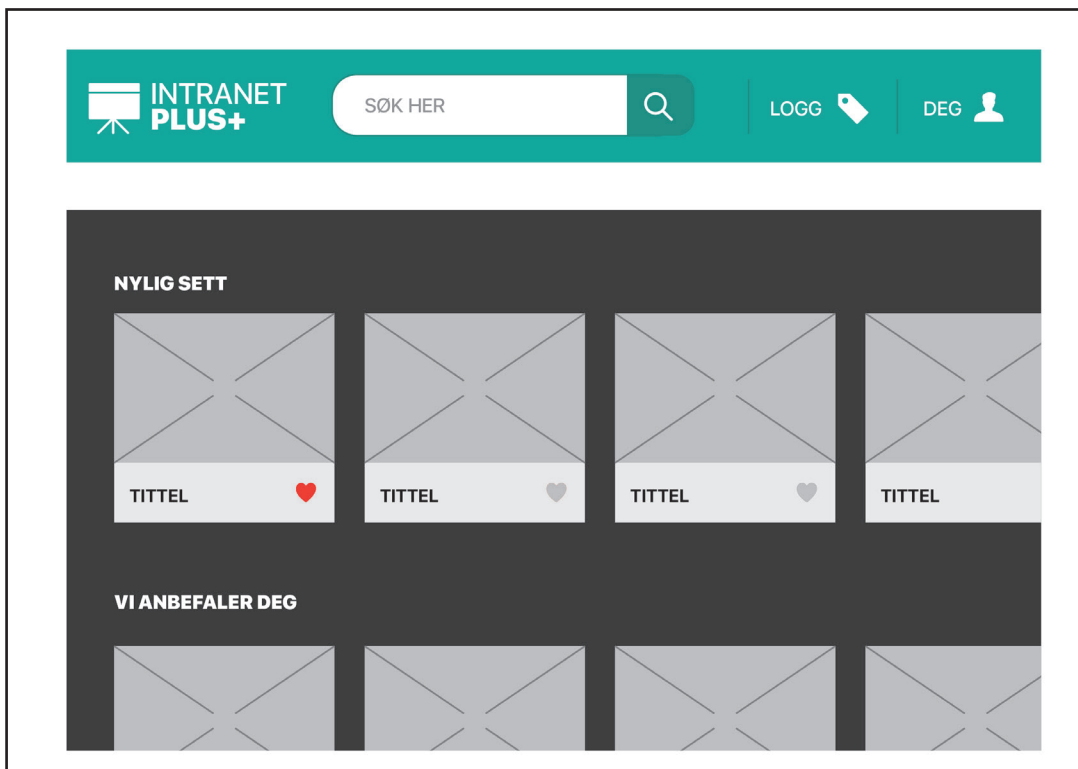 INTRANET
PLUS+
SØK HER
LOGG
DEG
NYLIG SETT
TITTEL
TITTEL
TITTEL
TITTEL
VI ANBEFALER DEG